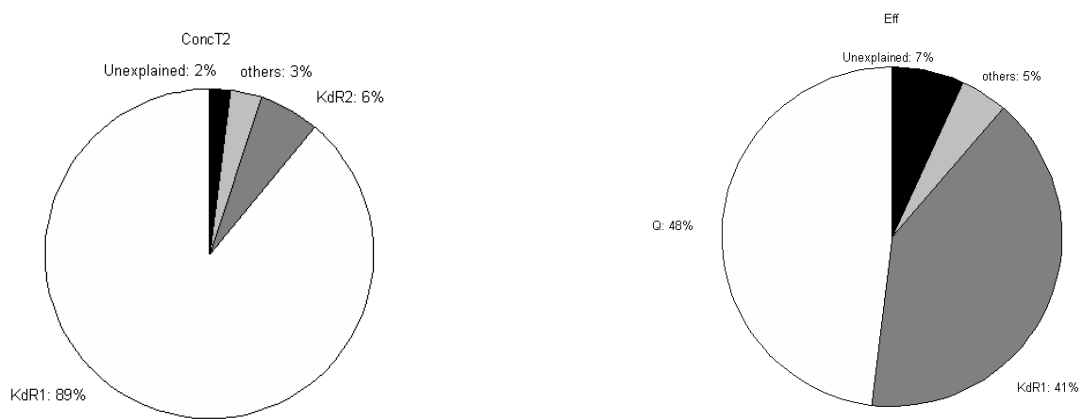 ConcT2
Unexplained: 2%
others: 3%
KdR2: 6%
KdR1: 89%
Eff
Unexplained: 7%
others: 5%
Q: 48%
KdR1: 41%